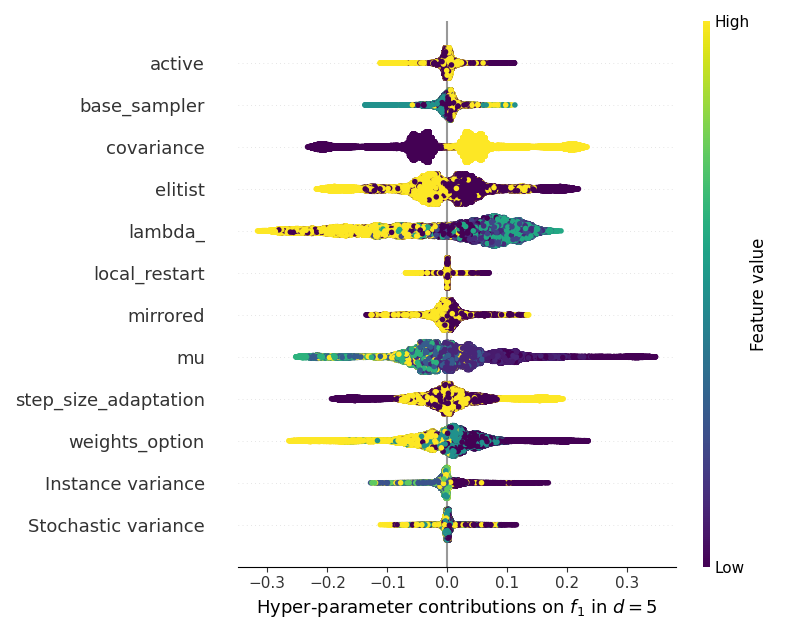 High
active
base_sampler
covariance
elitist
lambda_
local_restart
mirrored
mu
step_size_adaptation
weights_option
Instance variance
Stochastic variance
Feature value
Low
−0.3 −0.2 −0.1 0.0 0.1 0.2 0.3
Hyper-parameter contributions on f₁ in d = 5